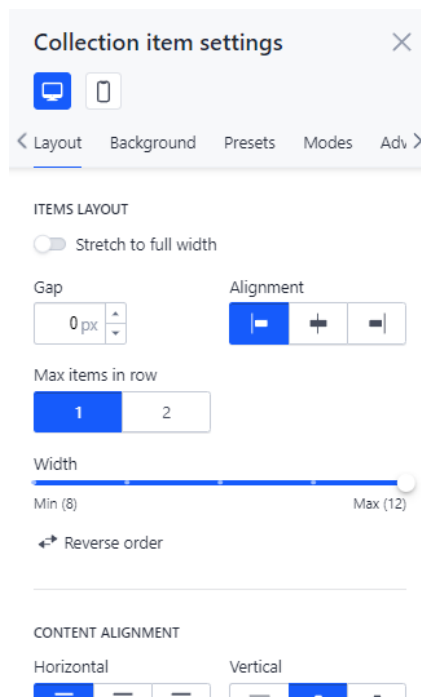 Collection item settings
Layout Background Presets Modes Adv
ITEMS LAYOUT
Stretch to full width
Gap Alignment
0 px
Max items in row
1 2
Width
Min (8) Max (12)
Reverse order
CONTENT ALIGNMENT
Horizontal Vertical